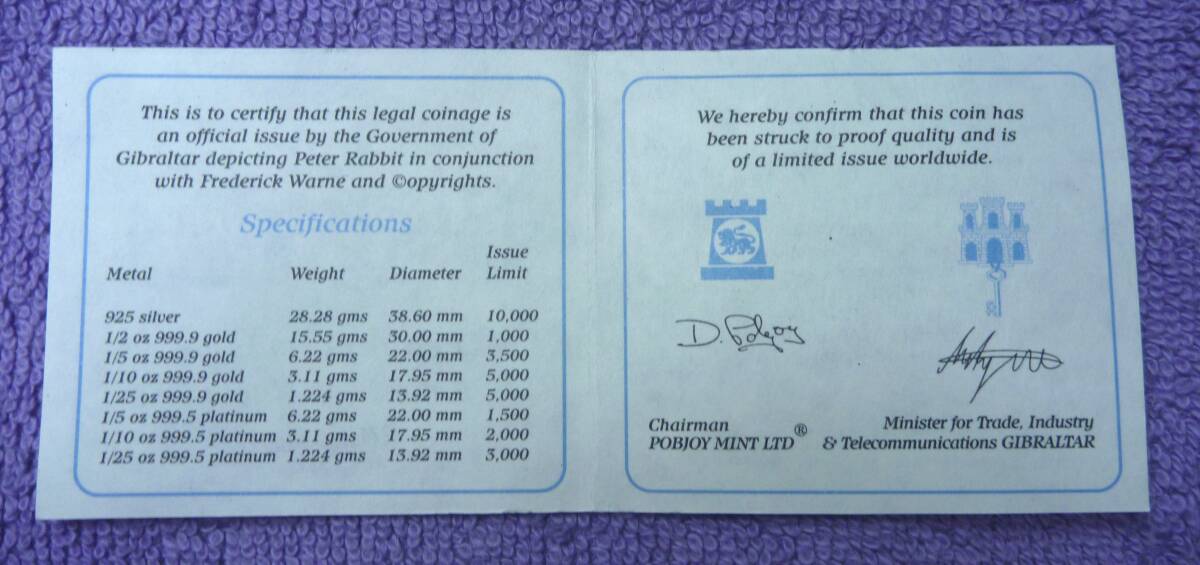 This is to certify that this legal coinage is
an official issue by the Government of
Gibraltar depicting Peter Rabbit in conjunction
with Frederick Warne and ©opyrights.
Specifications
Metal Weight Diameter Issue Limit
925 silver 28.28 gms 38.60 mm 10,000
1/2 oz 999.9 gold 15.55 gms 30.00 mm 1,000
1/5 oz 999.9 gold 6.22 gms 22.00 mm 3,500
1/10 oz 999.9 gold 3.11 gms 17.95 mm 5,000
1/25 oz 999.9 gold 1.224 gms 13.92 mm 5,000
1/5 oz 999.5 platinum 6.22 gms 22.00 mm 1,500
1/10 oz 999.5 platinum 3.11 gms 17.95 mm 2,000
1/25 oz 999.5 platinum 1.224 gms 13.92 mm 3,000
We hereby confirm that this coin has
been struck to proof quality and is
of a limited issue worldwide.
D. Pobjoy
Chairman
POBJOY MINT LTD®
Minister for Trade, Industry
& Telecommunications GIBRALTAR